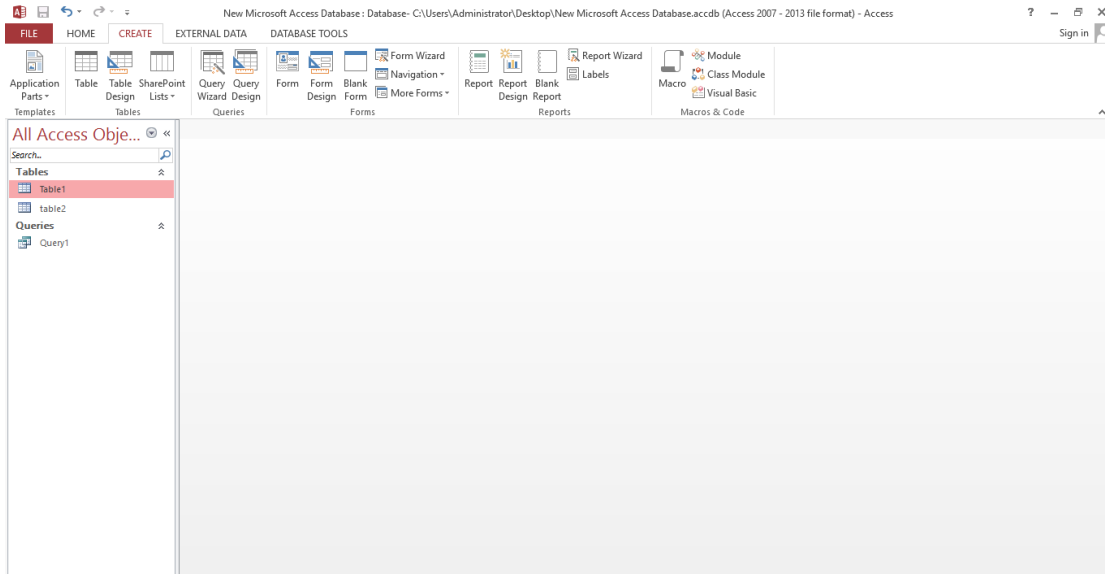 New Microsoft Access Database : Database- C:\Users\Administrator\Desktop\New Microsoft Access Database.accdb (Access 2007 - 2013 file format) - Access
FILE HOME CREATE EXTERNAL DATA DATABASE TOOLS Sign in
Application Parts
Table
Table Design
SharePoint Lists
Query Wizard
Query Design
Form
Form Design
Blank Form
Form Wizard
Navigation
More Forms
Report
Report Design
Blank Report
Report Wizard
Labels
Macro
Module
Class Module
Visual Basic
Templates Tables Queries Forms Reports Macros & Code
All Access Obje...
Search..
Tables
Table1
table2
Queries
Query1